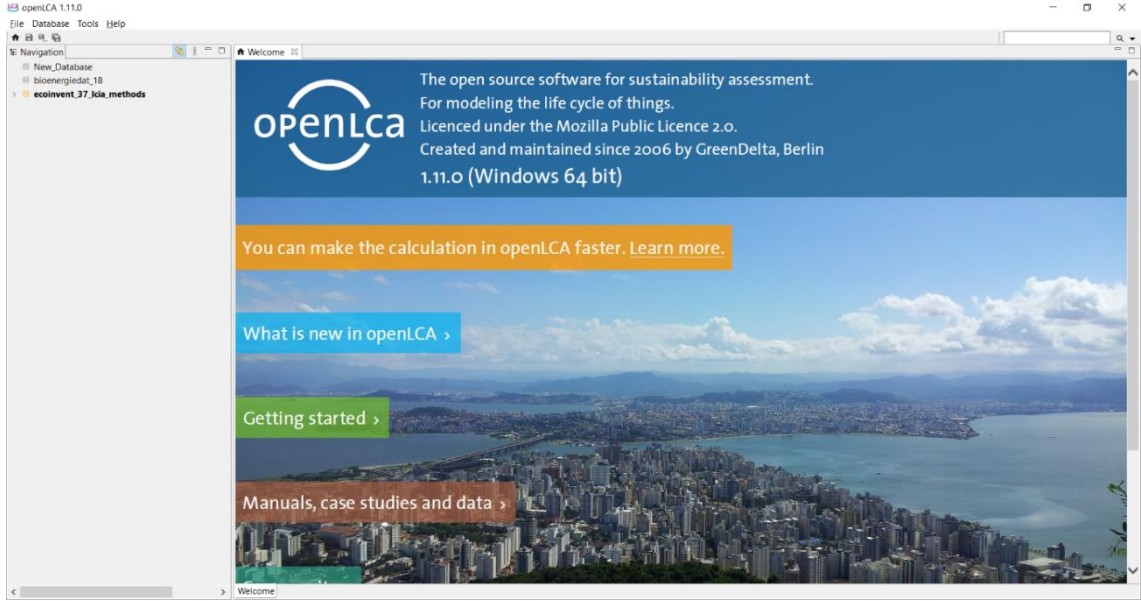 openLCA 1.11.0
File Database Tools Help
Navigation
Welcome
New_Database
bioenergiedat_18
ecoinvent_37_lcia_methods
openLca
The open source software for sustainability assessment.
For modeling the life cycle of things.
Licenced under the Mozilla Public Licence 2.0.
Created and maintained since 2006 by GreenDelta, Berlin
1.11.0 (Windows 64 bit)
You can make the calculation in openLCA faster. Learn more.
What is new in openLCA ›
Getting started ›
Manuals, case studies and data ›
Welcome